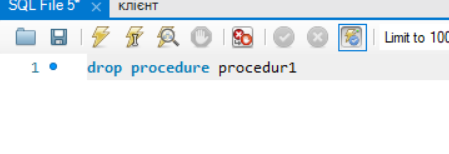 SQL File 5* × клієнт
Limit to 100
1 drop procedure procedur1